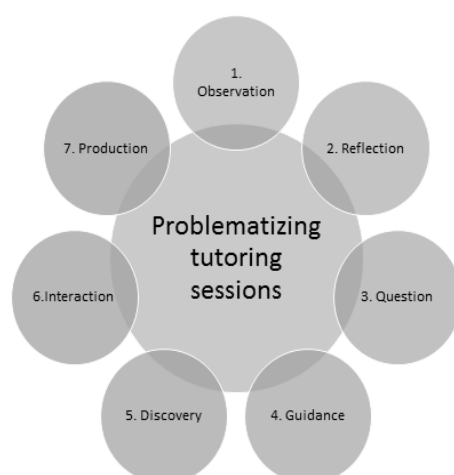 1.
Observation
2. Reflection
3. Question
4. Guidance
5. Discovery
6.Interaction
7. Production
Problematizing
tutoring
sessions